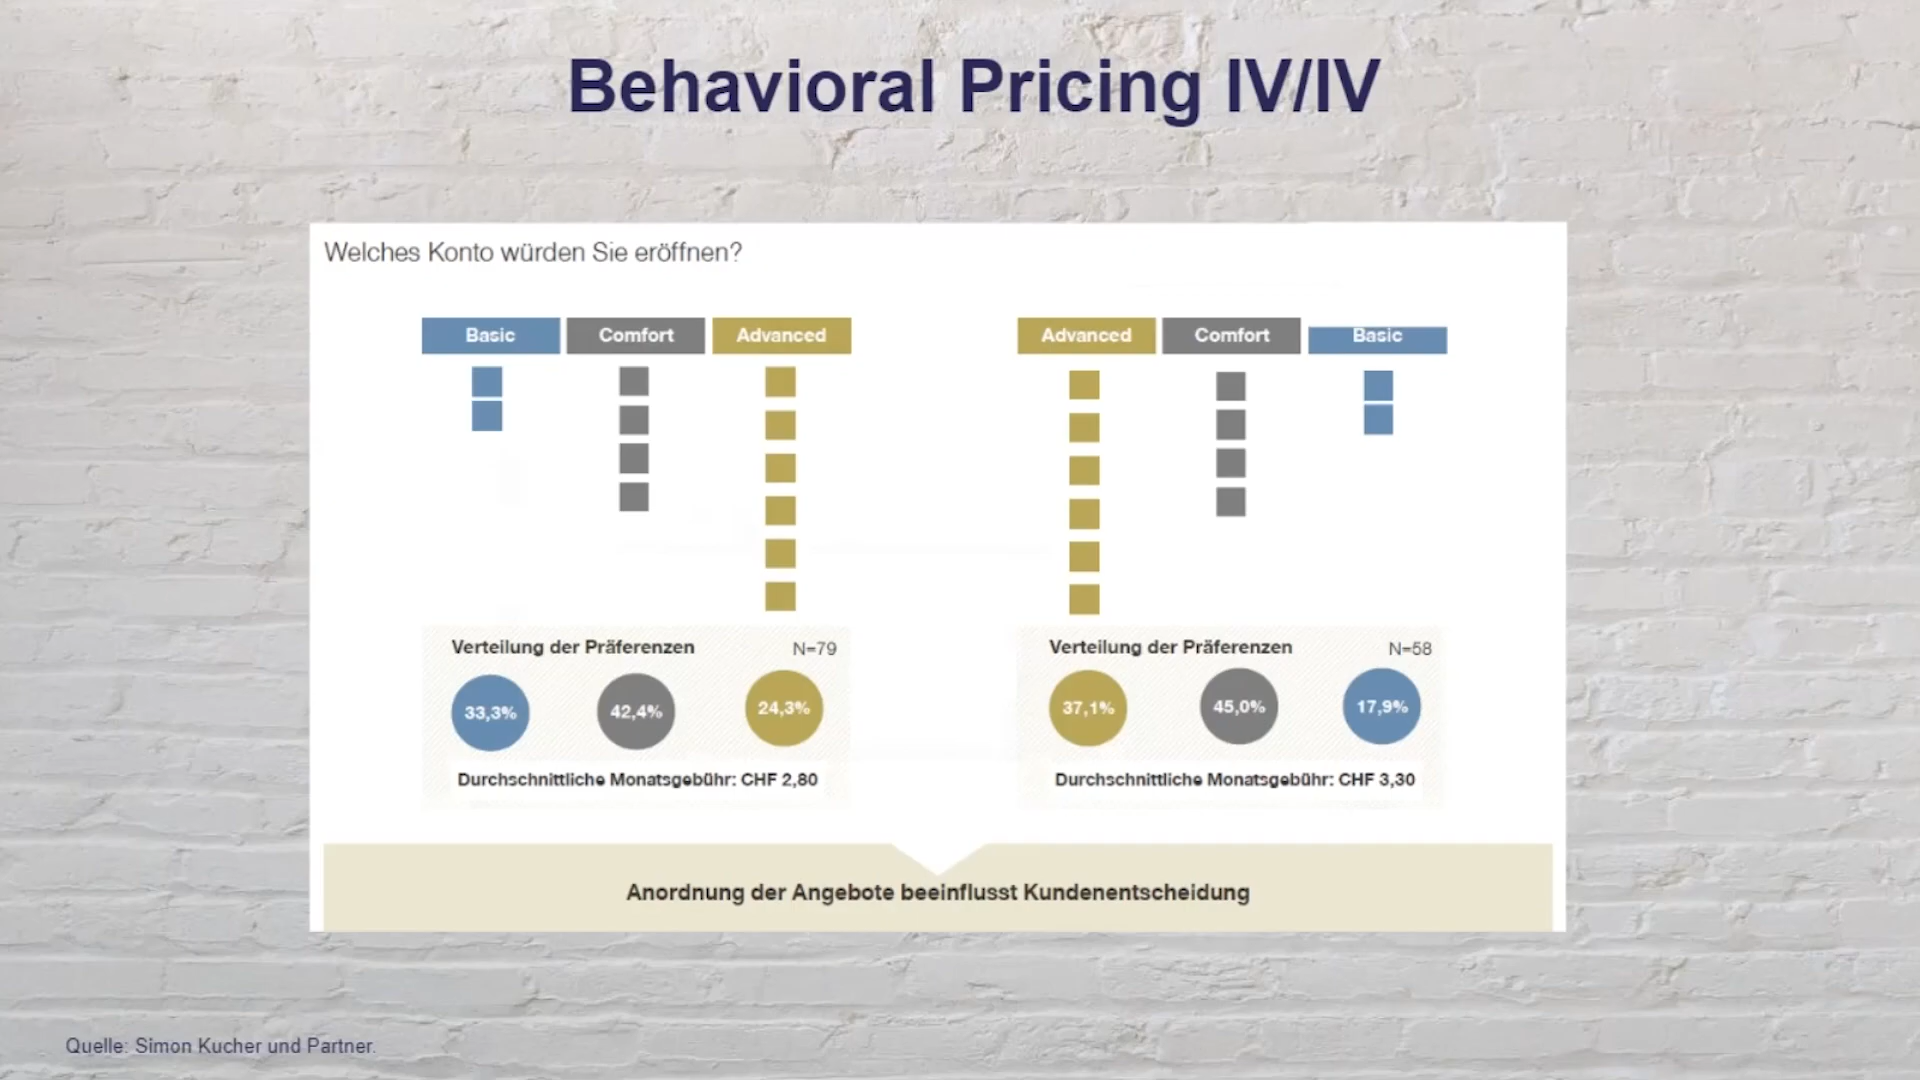 Behavioral Pricing IV/IV
Welches Konto würden Sie eröffnen?
Basic Comfort Advanced
Advanced Comfort Basic
Verteilung der Präferenzen N=79
33,3% 42,4% 24,3%
Durchschnittliche Monatsgebühr: CHF 2,80
Verteilung der Präferenzen N=58
37,1% 45,0% 17,9%
Durchschnittliche Monatsgebühr: CHF 3,30
Anordnung der Angebote beeinflusst Kundenentscheidung
Quelle: Simon Kucher und Partner.